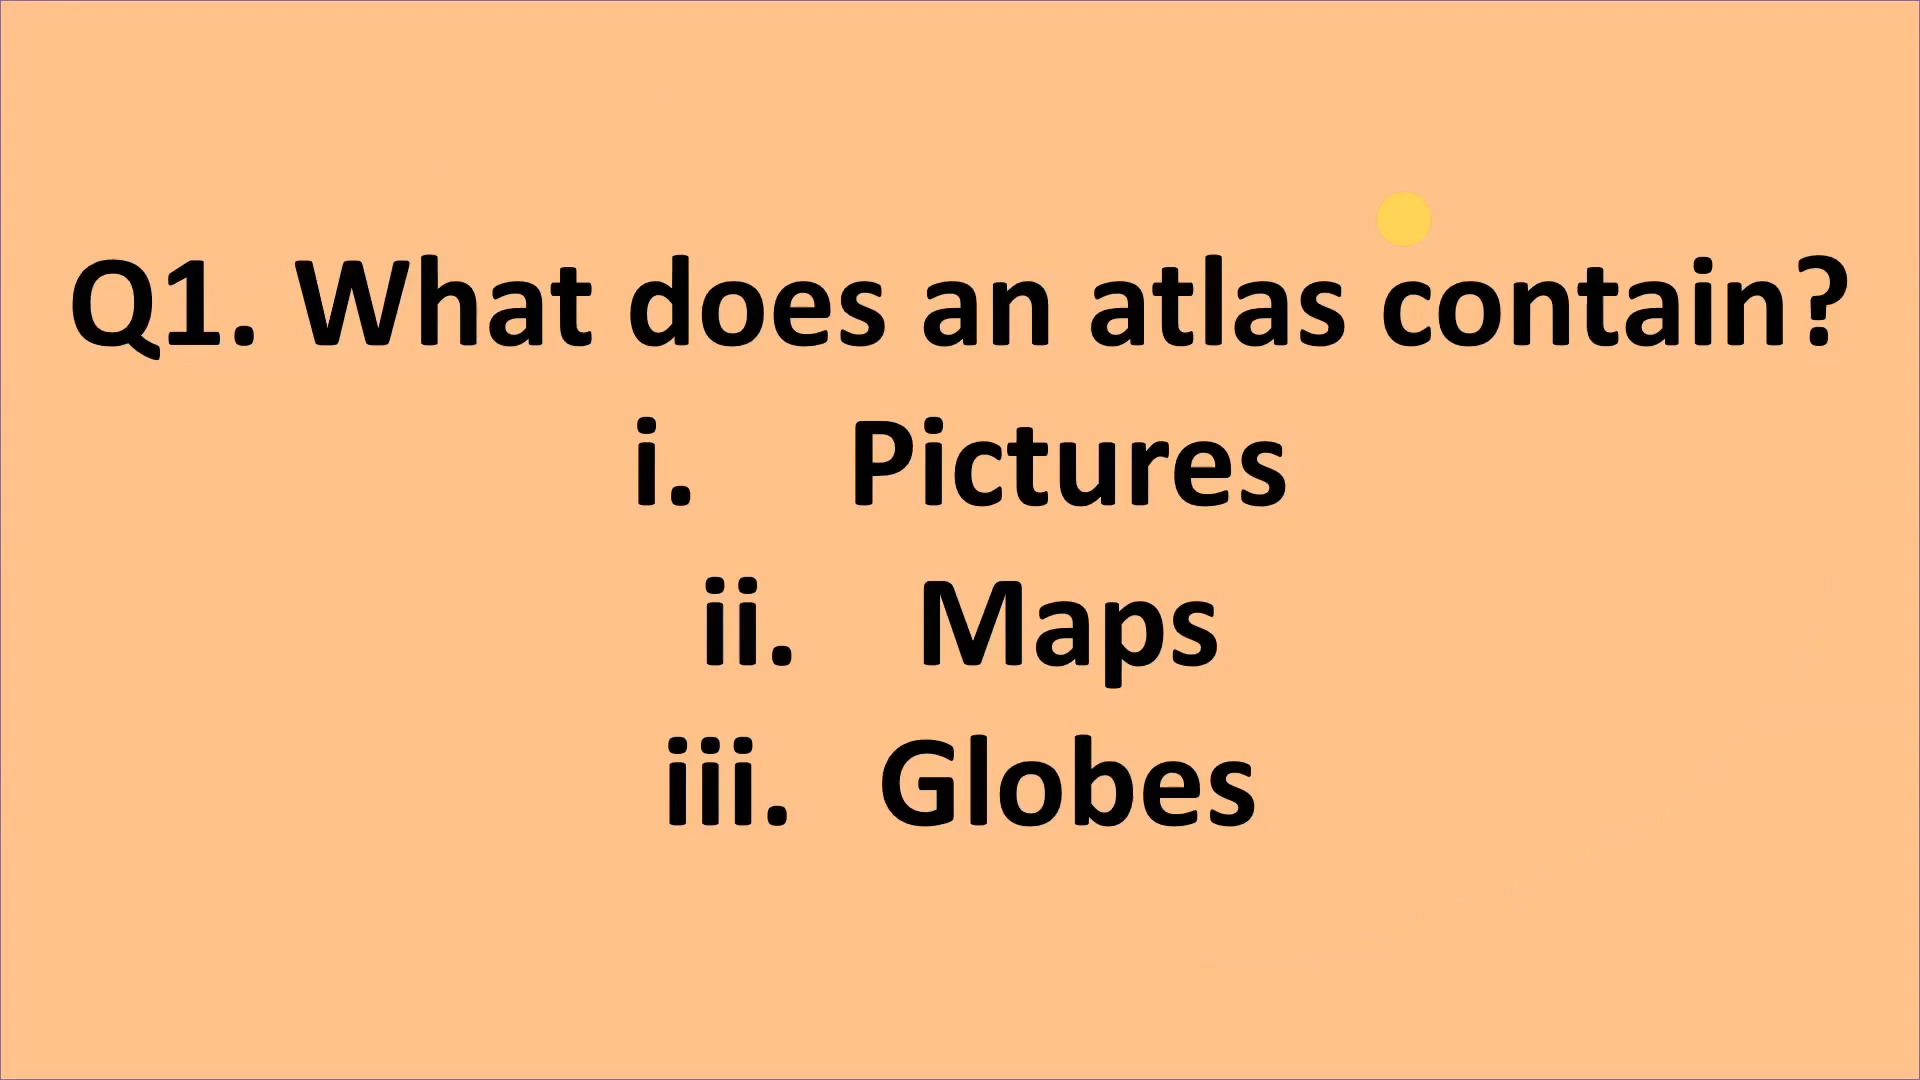 Q1. What does an atlas contain?
i. Pictures
ii. Maps
iii. Globes